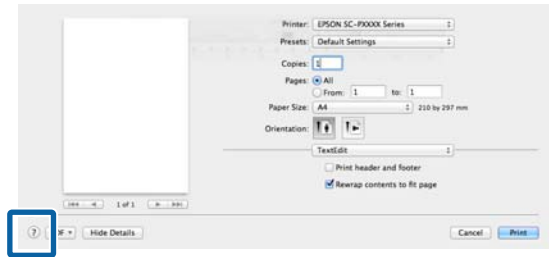 Printer: EPSON SC-PXXXX Series
Presets: Default Settings
Copies: 1
Pages: All
From: 1 to: 1
Paper Size: A4 210 by 297 mm
Orientation:
TextEdit
Print header and footer
Rewrap contents to fit page
1 of 1
? DF Hide Details Cancel Print